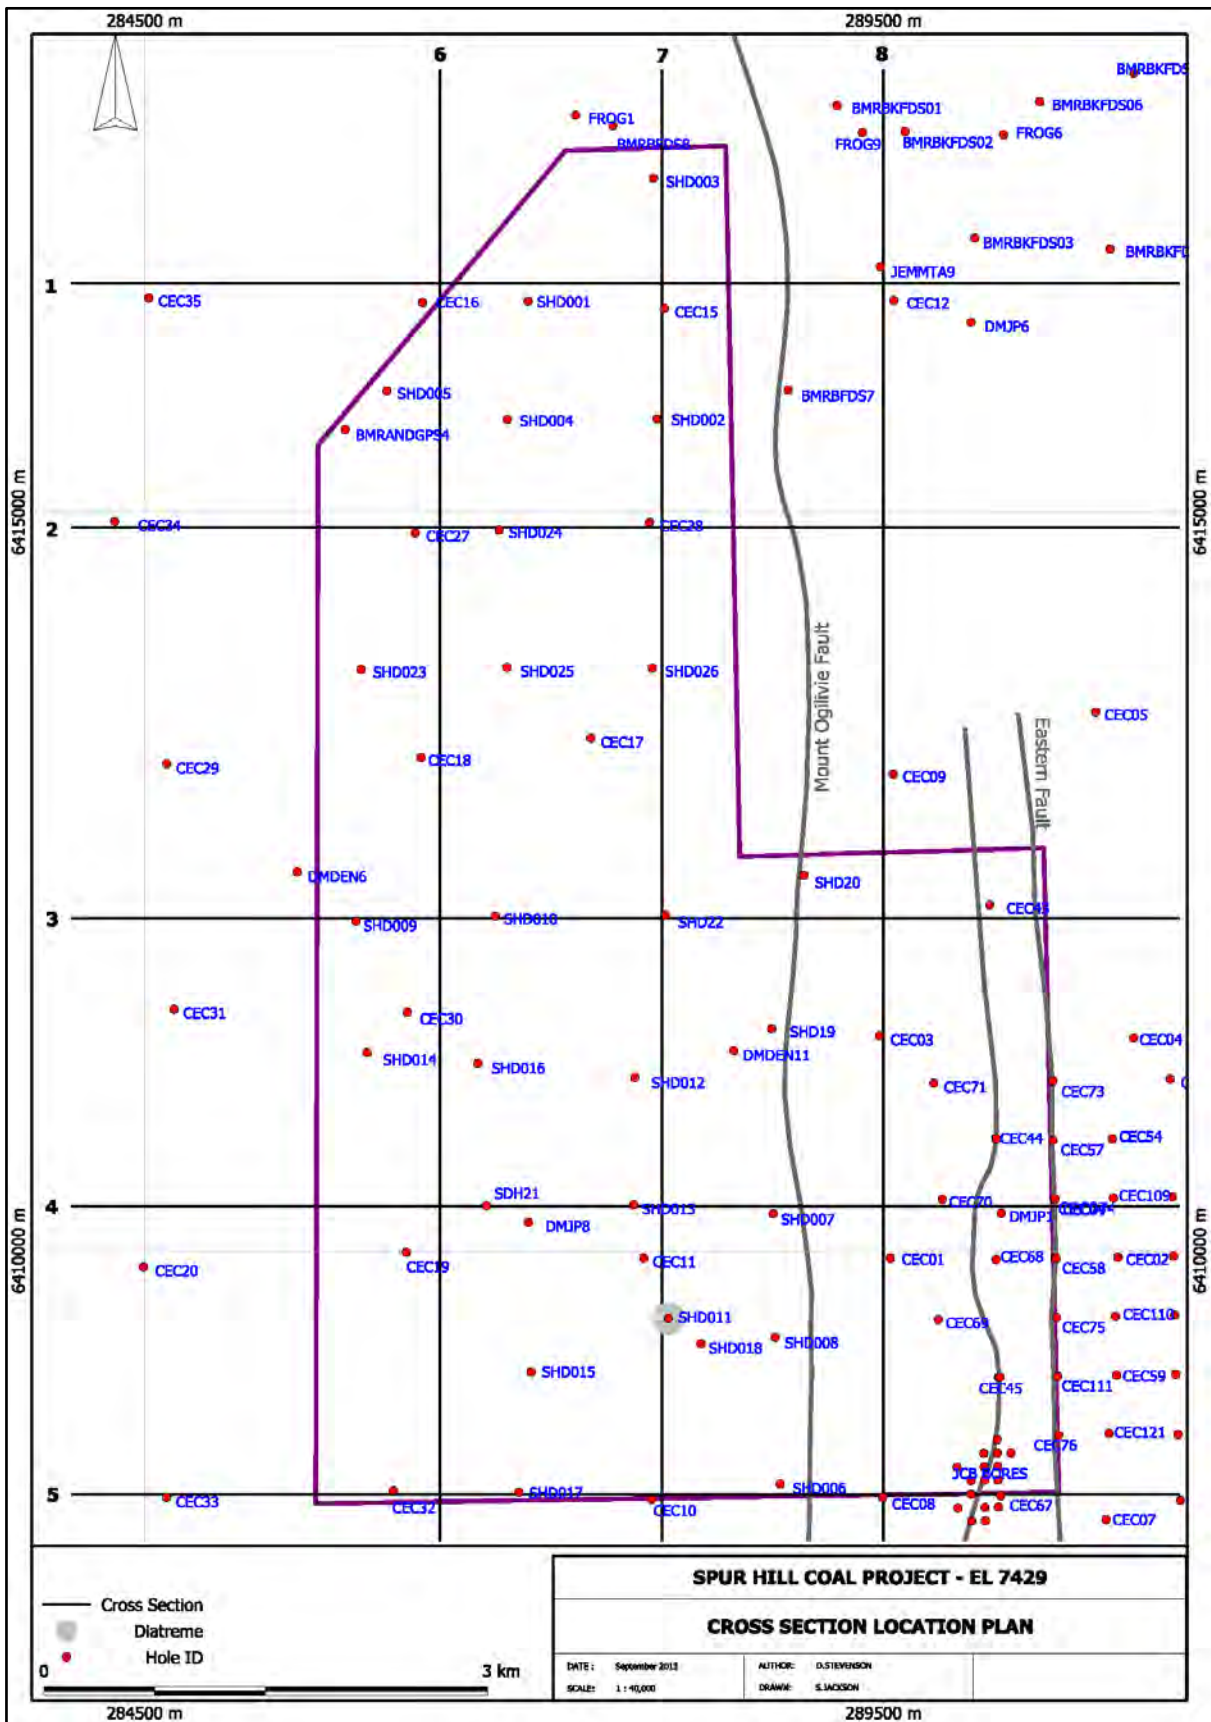 284500 m
289500 m
6
7
8
BMRBKFDS
BMRBKFDS01
BMRBKFDS06
FROG1
BMRBFDS8
FROG9
BMRBKFDS02
FROG6
SHD003
BMRBKFDS03
BMRBKFD
JEMMTA9
1
CEC35
CEC16
SHD001
CEC15
CEC12
DMJP6
SHD005
BMRBFDS7
BMRANDGPS4
SHD004
SHD002
6415000 m
6415000 m
2
CEC34
CEC27
SHD024
CEC28
Mount Ogilivie Fault
SHD023
SHD025
SHD026
CEC05
CEC17
CEC18
CEC29
CEC09
Eastern Fault
DMDEN6
SHD20
CEC43
3
SHD009
SHD010
SHD22
CEC31
CEC30
SHD19
CEC03
CEC04
DMDEN11
SHD014
SHD016
SHD012
CEC71
CEC73
C
CEC44
CEC57
CEC54
4
SDH21
SHD013
SHD007
CEC70
DMJP1
CEC109
DMJP8
CEC19
CEC11
CEC01
CEC68
CEC58
CEC02
CEC20
6410000 m
6410000 m
SHD011
SHD018
SHD008
CEC69
CEC75
CEC110
SHD015
CEC45
CEC111
CEC59
CEC76
CEC121
JCB BORES
5
CEC33
CEC32
SHD017
CEC10
SHD006
CEC08
CEC67
CEC07
Cross Section
Diatreme
Hole ID
0
3 km
SPUR HILL COAL PROJECT - EL 7429
CROSS SECTION LOCATION PLAN
DATE : September 2013
AUTHOR: D.STEVENSON
SCALE: 1 : 40,000
DRAWN: S.JACKSON
284500 m
289500 m